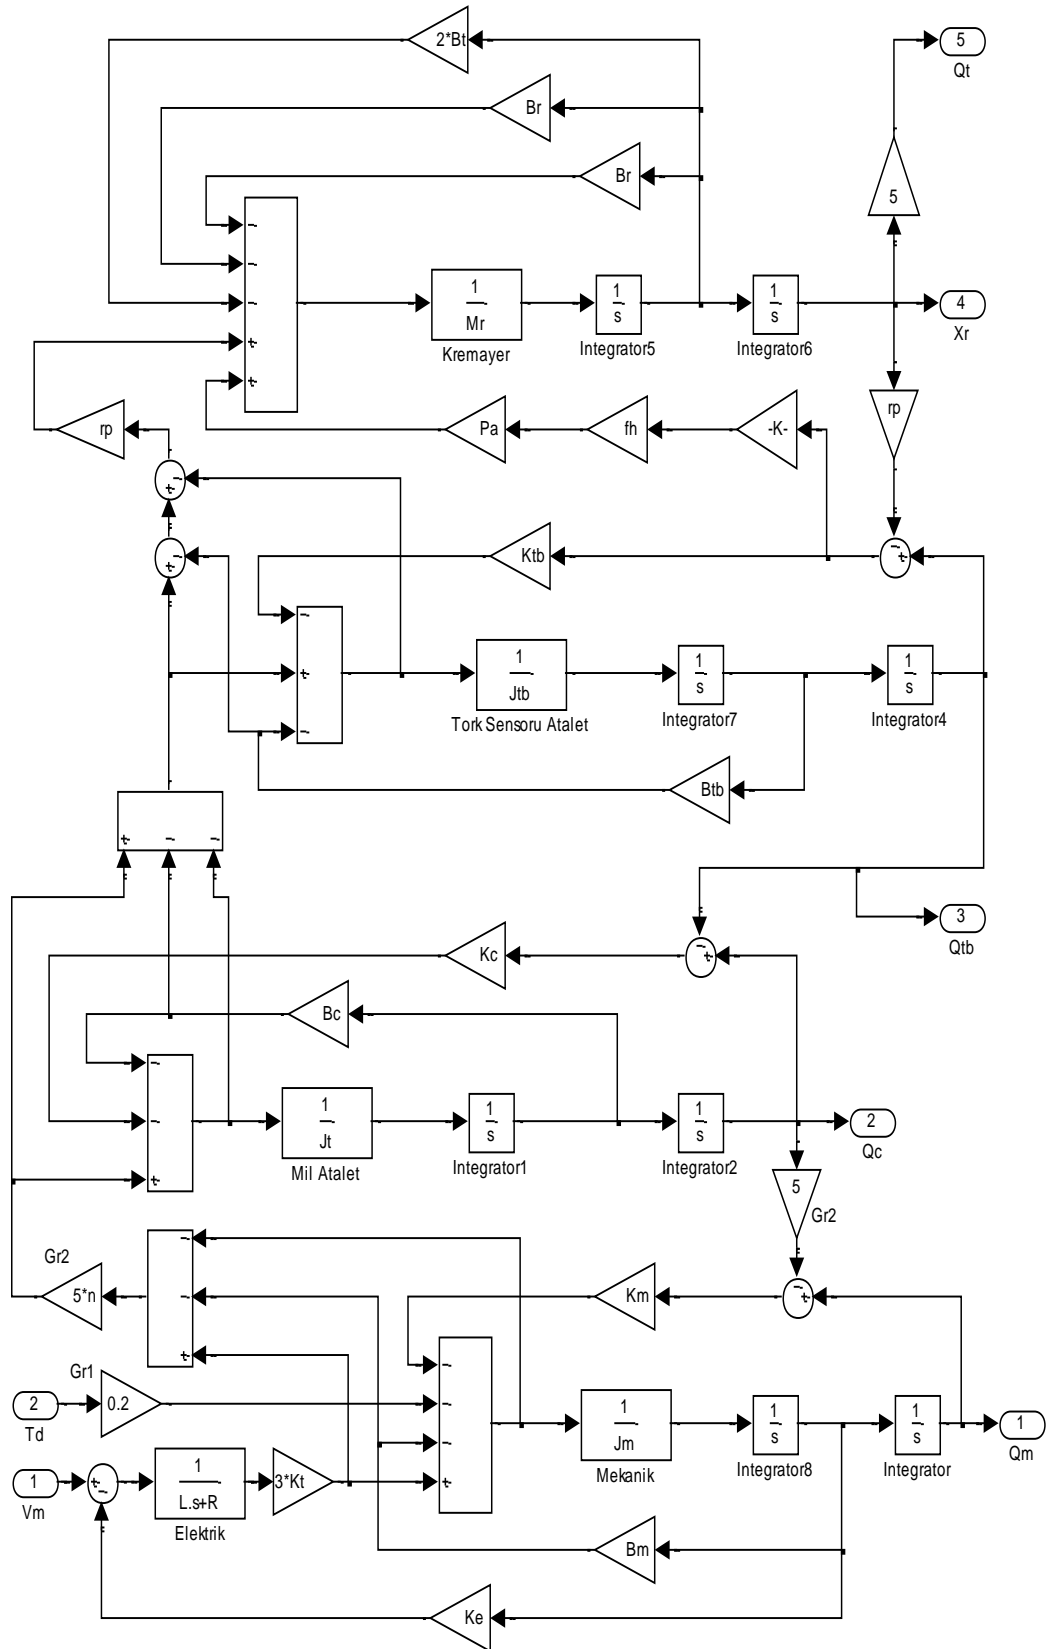 2*Bt
5
Qt
Br
Br
5
-
-
-
+
+
1
Mr
Kremayer
1
s
Integrator5
1
s
Integrator6
4
Xr
rp
Pa
fh
-K-
rp
-
+
-
+
Ktb
-
+
-
+
-
1
Jtb
Tork Sensoru Atalet
1
s
Integrator7
1
s
Integrator4
Btb
+
-
-
3
Qtb
Kc
-
+
Bc
-
-
+
1
Jt
Mil Atalet
1
s
Integrator1
1
s
Integrator2
2
Qc
5
Gr2
Gr2
5*n
-
-
+
Km
-
+
Gr1
2
Td
0.2
-
-
-
+
1
Jm
Mekanik
1
s
Integrator8
1
s
Integrator
1
Qm
1
Vm
+
-
1
L.s+R
Elektrik
3*Kt
Bm
Ke